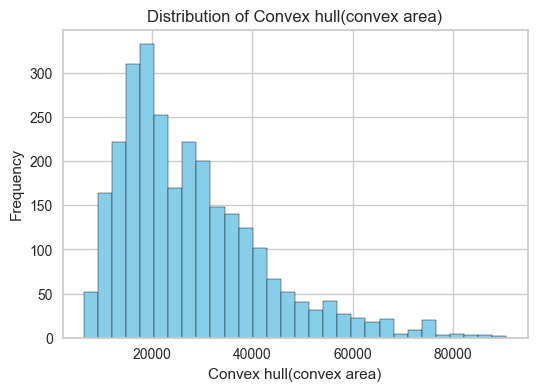 Distribution of Convex hull(convex area)
Frequency
300
250
200
150
100
50
0
20000 40000 60000 80000
Convex hull(convex area)